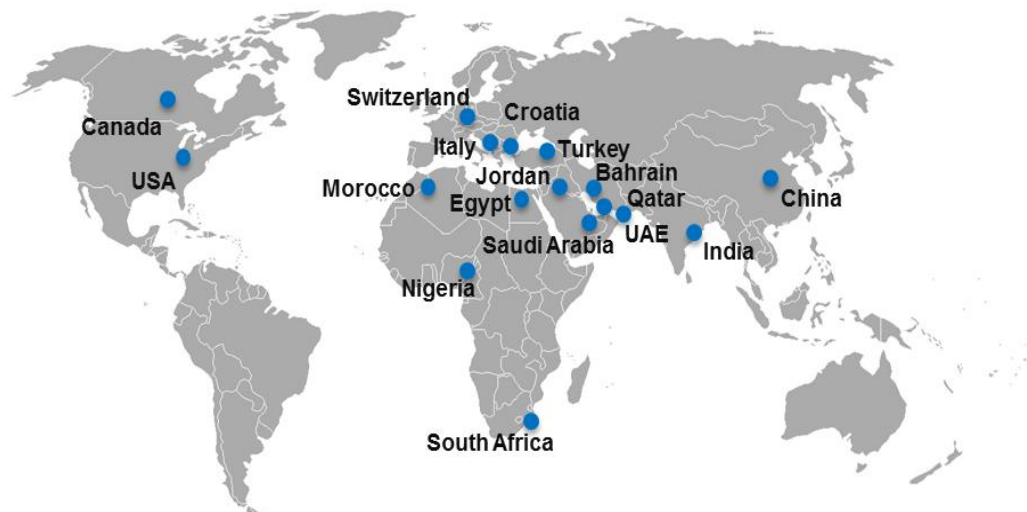 Switzerland
Croatia
Canada
Italy
Turkey
USA
Jordan
Bahrain
Morocco
Egypt
Qatar
China
UAE
Saudi Arabia
India
Nigeria
South Africa